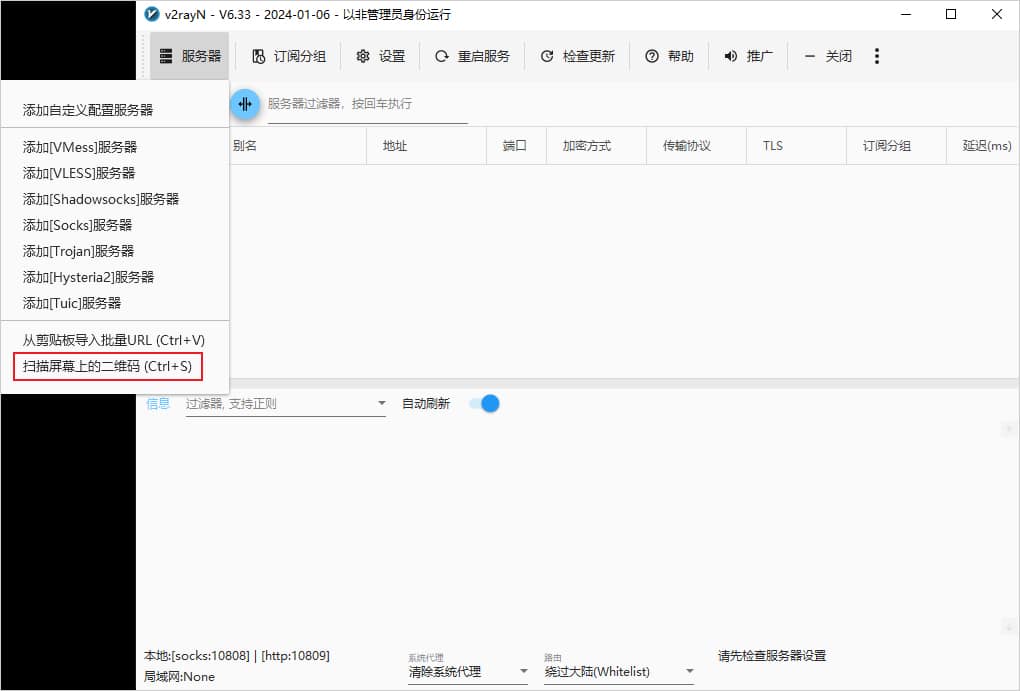 v2rayN - V6.33 - 2024-01-06 - 以非管理员身份运行
服务器 订阅分组 设置 重启服务 检查更新 帮助 推广 关闭
添加自定义配置服务器
服务器过滤器，按回车执行
添加[VMess]服务器
添加[VLESS]服务器
添加[Shadowsocks]服务器
添加[Socks]服务器
添加[Trojan]服务器
添加[Hysteria2]服务器
添加[Tuic]服务器
从剪贴板导入批量URL (Ctrl+V)
扫描屏幕上的二维码 (Ctrl+S)
别名 地址 端口 加密方式 传输协议 TLS 订阅分组 延迟(ms)
信息 过滤器, 支持正则 自动刷新
本地:[socks:10808] | [http:10809]
局域网:None
系统代理
清除系统代理
路由
绕过大陆(Whitelist)
请先检查服务器设置